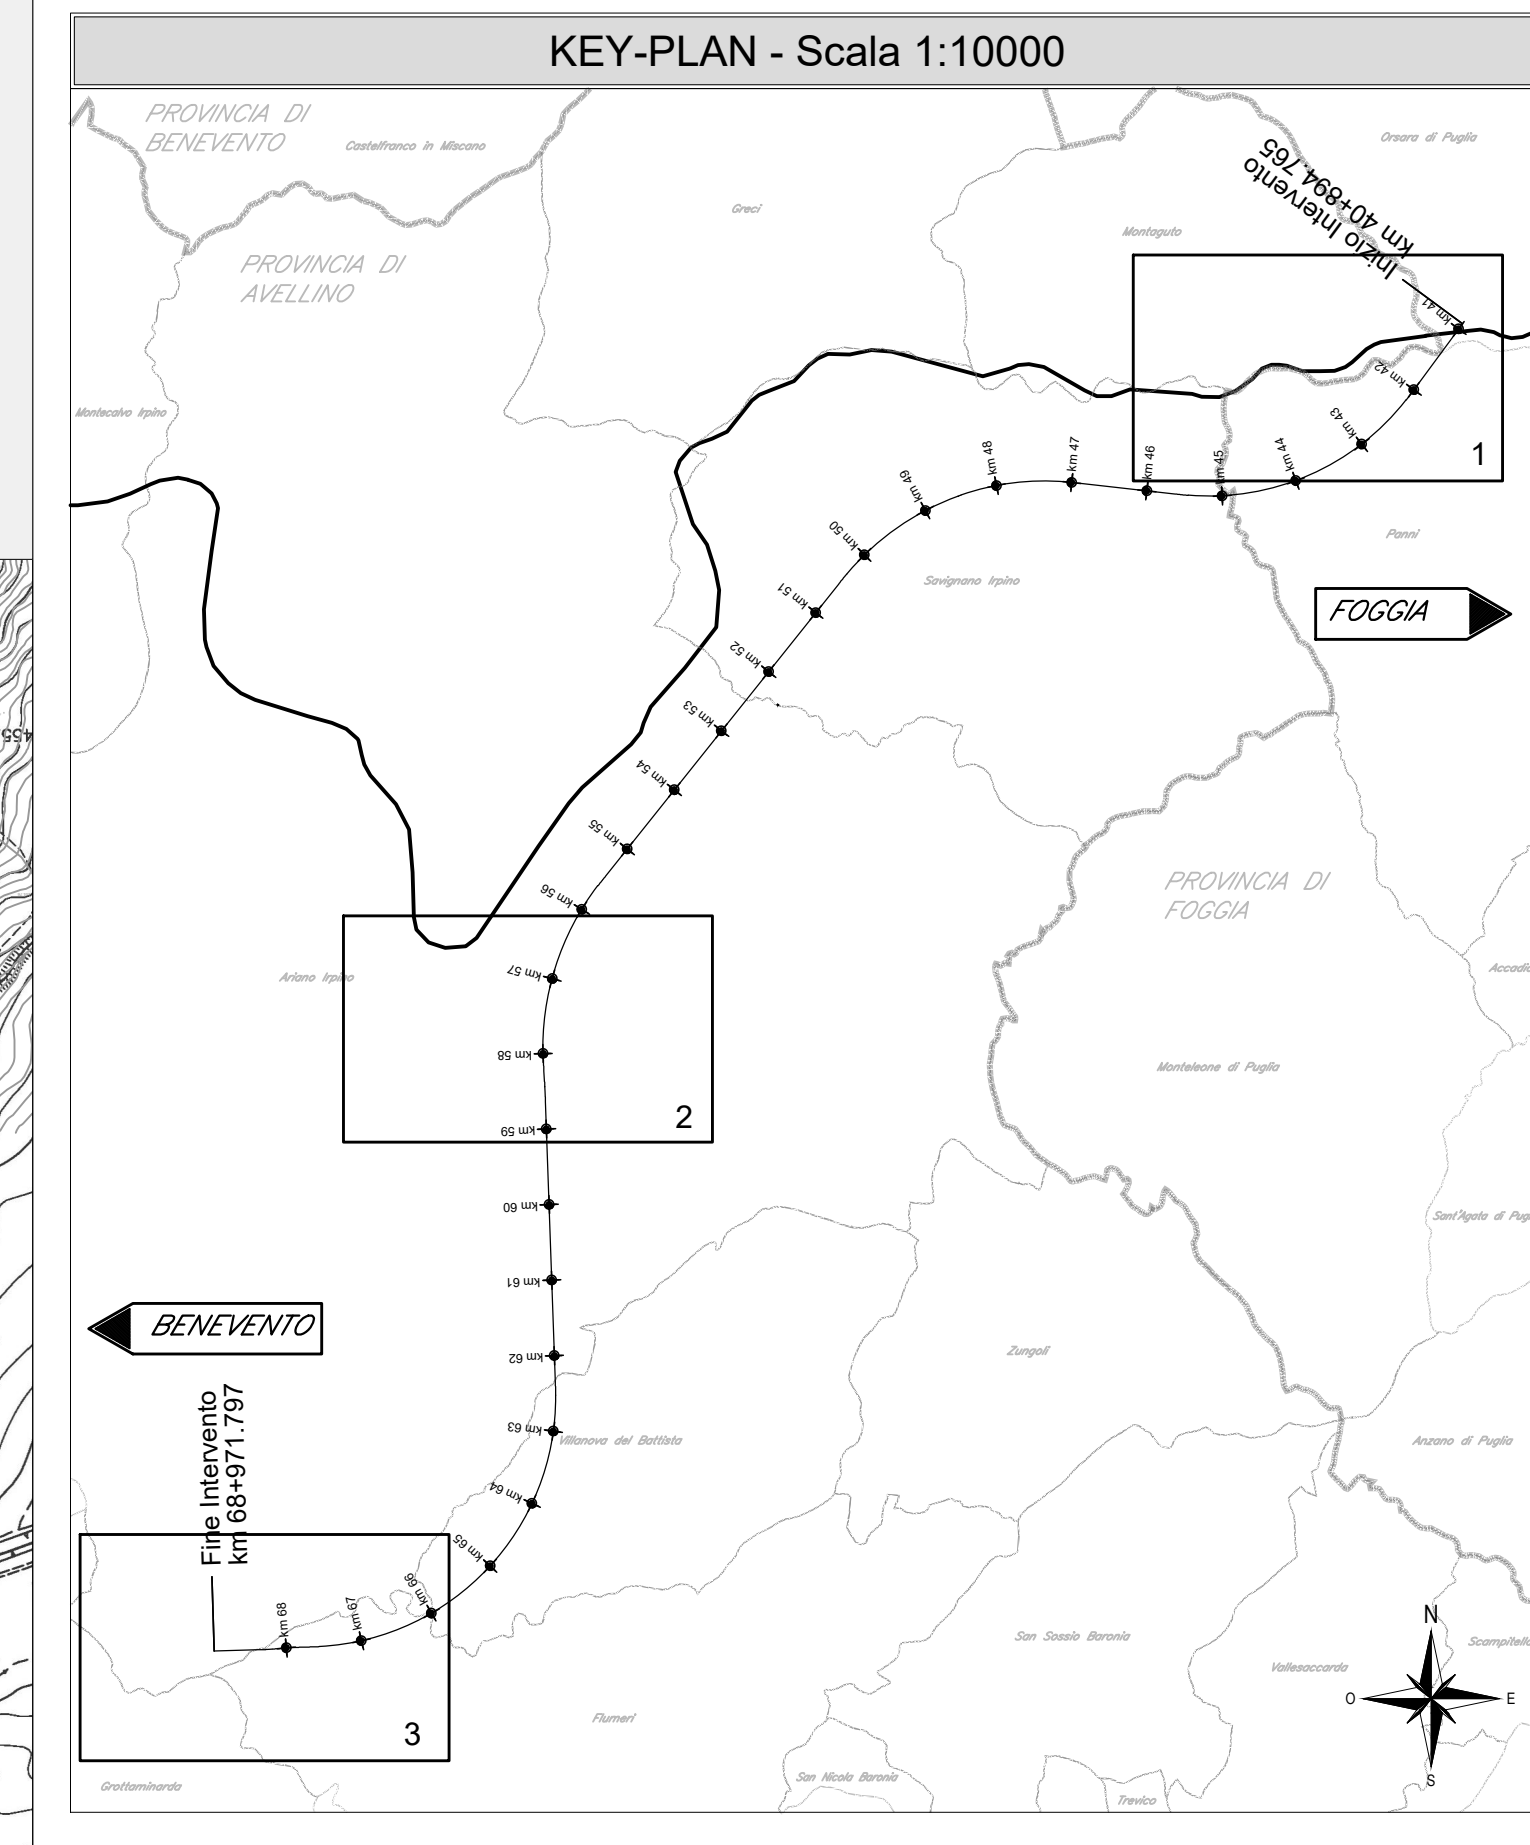 KEY-PLAN - Scala 1:10000
PROVINCIA DI
BENEVENTO
Castelfranco in Miscano
Orsara di Puglia
Greci
Montaguto
Inizio Intervento
km 40+894.765
PROVINCIA DI
AVELLINO
km 41
km 42
km 43
km 44
km 45
km 46
km 47
km 48
km 49
km 50
km 51
km 52
km 53
km 54
km 55
km 56
km 57
km 58
km 59
km 60
km 61
km 62
km 63
km 64
km 65
km 66
km 67
km 68
1
Montecalvo Irpino
Panni
Savignano Irpino
FOGGIA
455
PROVINCIA DI
FOGGIA
Accadia
Ariano Irpino
Monteleone di Puglia
2
Sant'Agata di Pug
BENEVENTO
Zungoli
Villanova del Battista
Anzano di Puglia
Fine Intervento
km 68+971.797
San Sossio Baronia
Vallesaccarda
Scampitello
N
O
E
S
Flumeri
3
Grottaminarda
San Nicola Baronia
Trevico